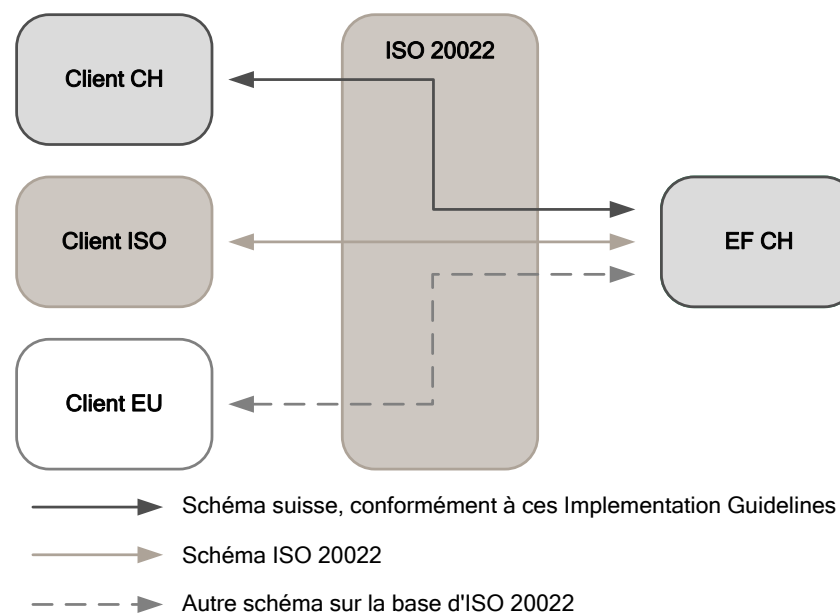 Client CH
ISO 20022
Client ISO
EF CH
Client EU
Schéma suisse, conformément à ces Implementation Guidelines
Schéma ISO 20022
Autre schéma sur la base d'ISO 20022